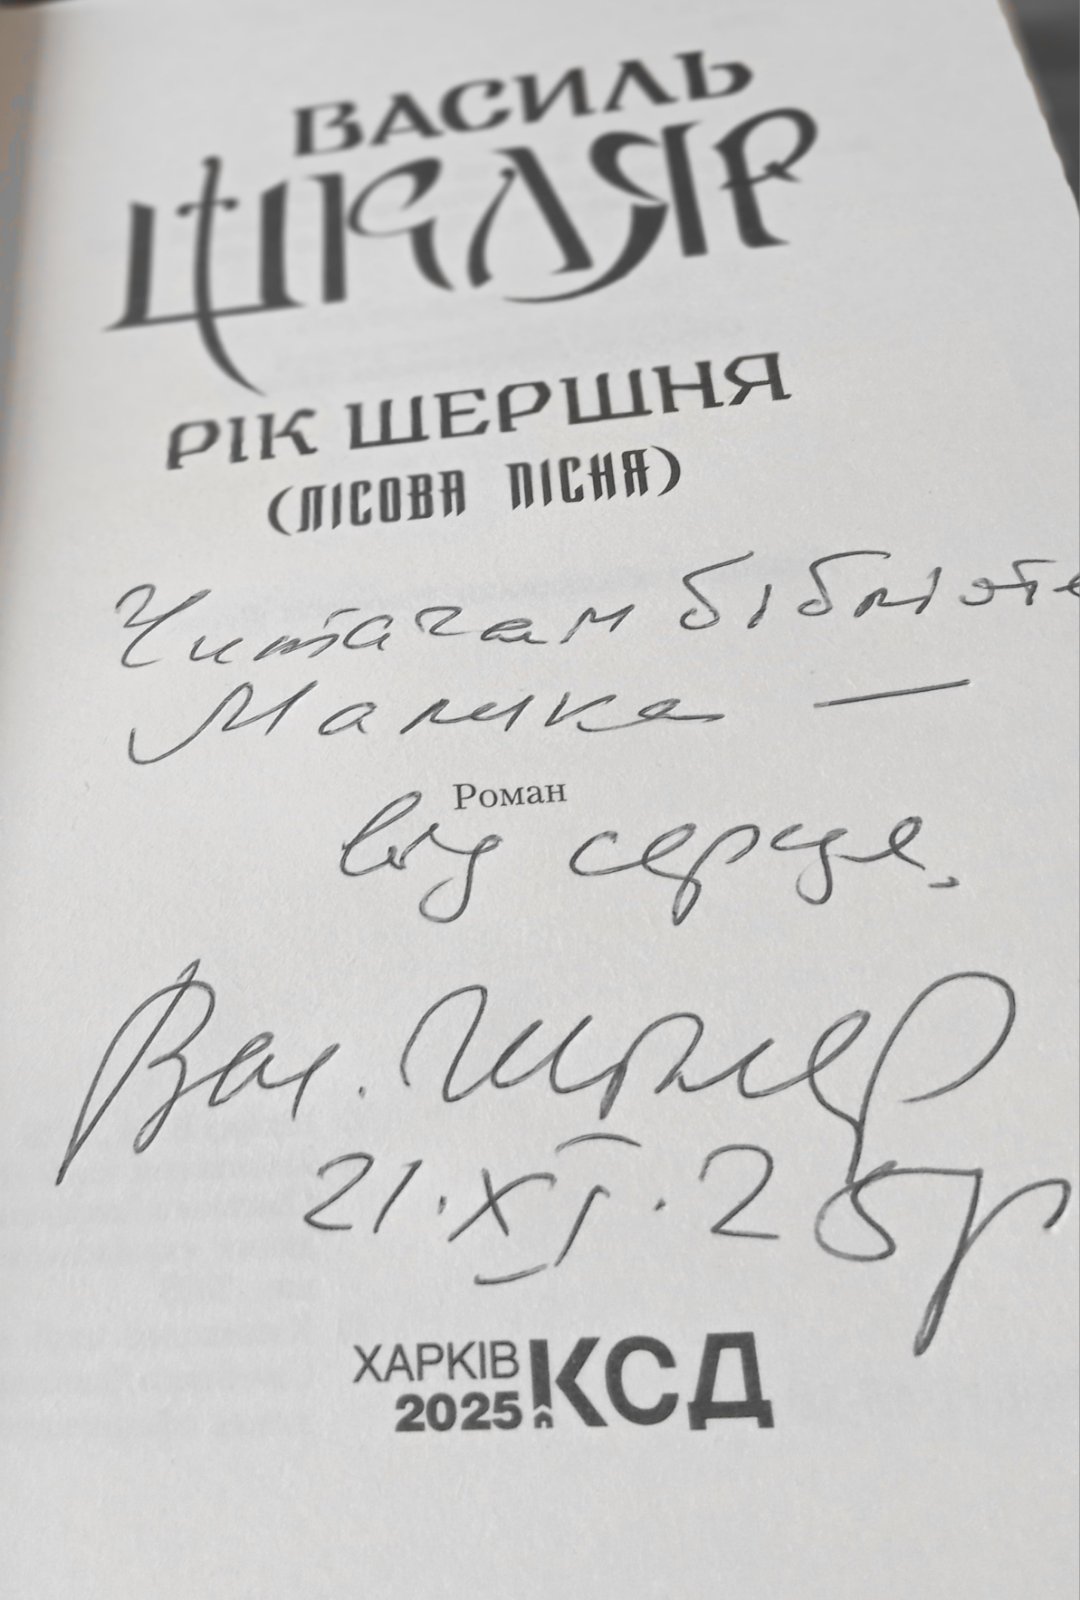 ВАСИЛЬ
ШКЛЯР
РІК ШЕРШНЯ
(ЛІСОВА ПІСНЯ)
Читачам бібліоте
Роман
від серця,
Вас. Шкляр
21.XI.25р
ХАРКІВ
2025
КСД